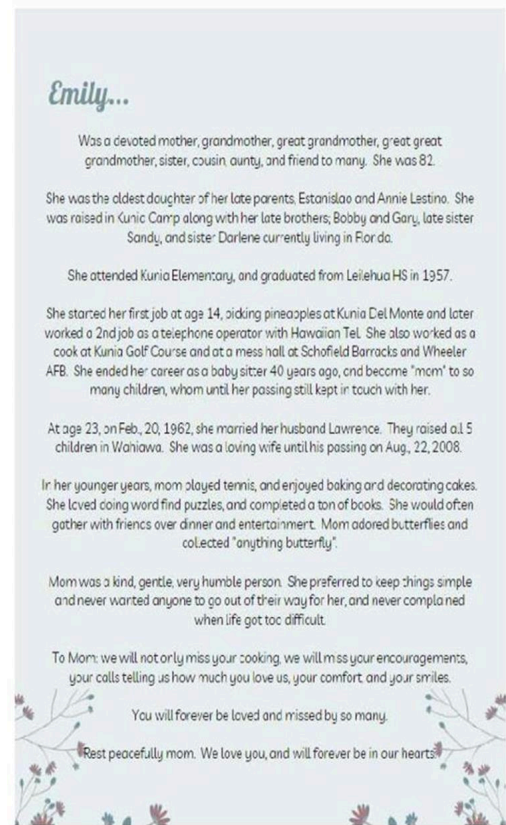 Emily...
Was a devoted mother, grandmother, great grandmother, great great
grandmother, sister, cousin, aunty, and friend to many. She was 82.
She was the oldest daughter of her late parents, Estanislao and Annie Lestino. She
was raised in Kunia Camp along with her late brothers; Bobby and Gary, late sister
Sandy, and sister Darlene currently living in Florida.
She attended Kunia Elementary, and graduated from Leilehua HS in 1957.
She started her first job at age 14, picking pineapples at Kunia Del Monte and later
worked a 2nd job as a telephone operator with Hawaiian Tel. She also worked as a
cook at Kunia Golf Course and at a mess hall at Schofield Barracks and Wheeler
AFB. She ended her career as a baby sitter 40 years ago, and become "mom" to so
many children, whom until her passing still kept in touch with her.
At age 23, on Feb., 20, 1962, she married her husband Lawrence. They raised all 5
children in Wahiawa. She was a loving wife until his passing on Aug., 22, 2008.
In her younger years, mom played tennis, and enjoyed baking and decorating cakes.
She loved doing word find puzzles, and completed a ton of books. She would often
gather with friends over dinner and entertainment. Mom adored butterflies and
collected "anything butterfly".
Mom was a kind, gentle, very humble person. She preferred to keep things simple
and never wanted anyone to go out of their way for her, and never complained
when life got too difficult.
To Mom: we will not only miss your cooking, we will miss your encouragements,
your calls telling us how much you love us, your comfort, and your smiles.
You will forever be loved and missed by so many.
Rest peacefully mom. We love you, and will forever be in our hearts.